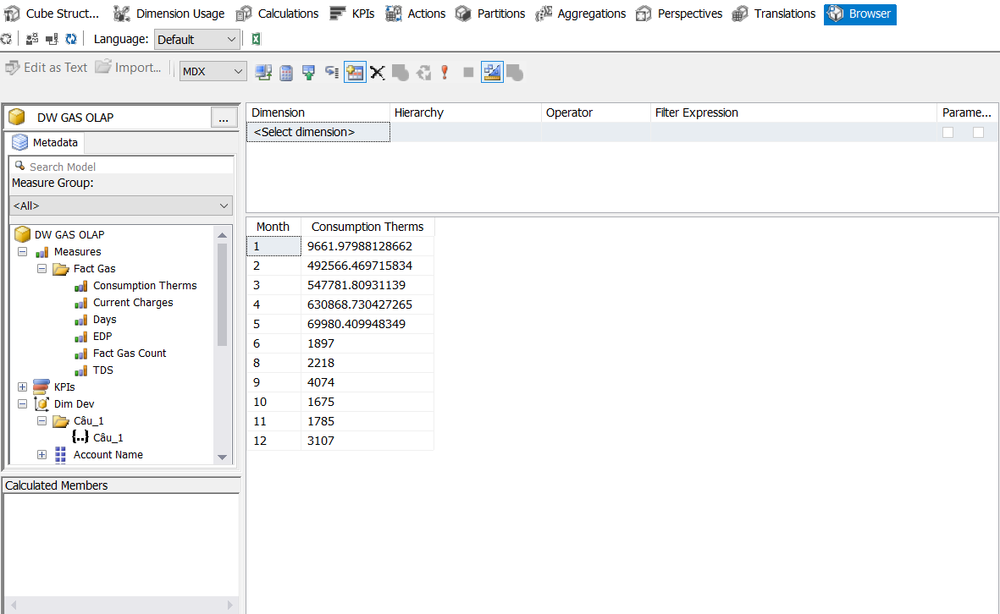 Cube Struct... Dimension Usage Calculations KPIs Actions Partitions Aggregations Perspectives Translations Browser
Language: Default
Edit as Text Import... MDX
DW GAS OLAP ...
Metadata
Search Model
Measure Group:
<All>
DW GAS OLAP
Measures
Fact Gas
Consumption Therms
Current Charges
Days
EDP
Fact Gas Count
TDS
KPIs
Dim Dev
Câu_1
Câu_1
Account Name
Calculated Members
Dimension Hierarchy Operator Filter Expression Parame...
<Select dimension>
Month Consumption Therms
1 9661.97988128662
2 492566.469715834
3 547781.80931139
4 630868.730427265
5 69980.409948349
6 1897
8 2218
9 4074
10 1675
11 1785
12 3107